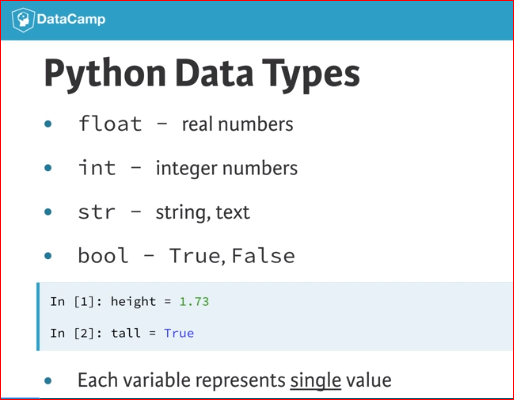 DataCamp
Python Data Types
• float - real numbers
• int - integer numbers
• str - string, text
• bool - True, False
In [1]: height = 1.73
In [2]: tall = True
• Each variable represents single value